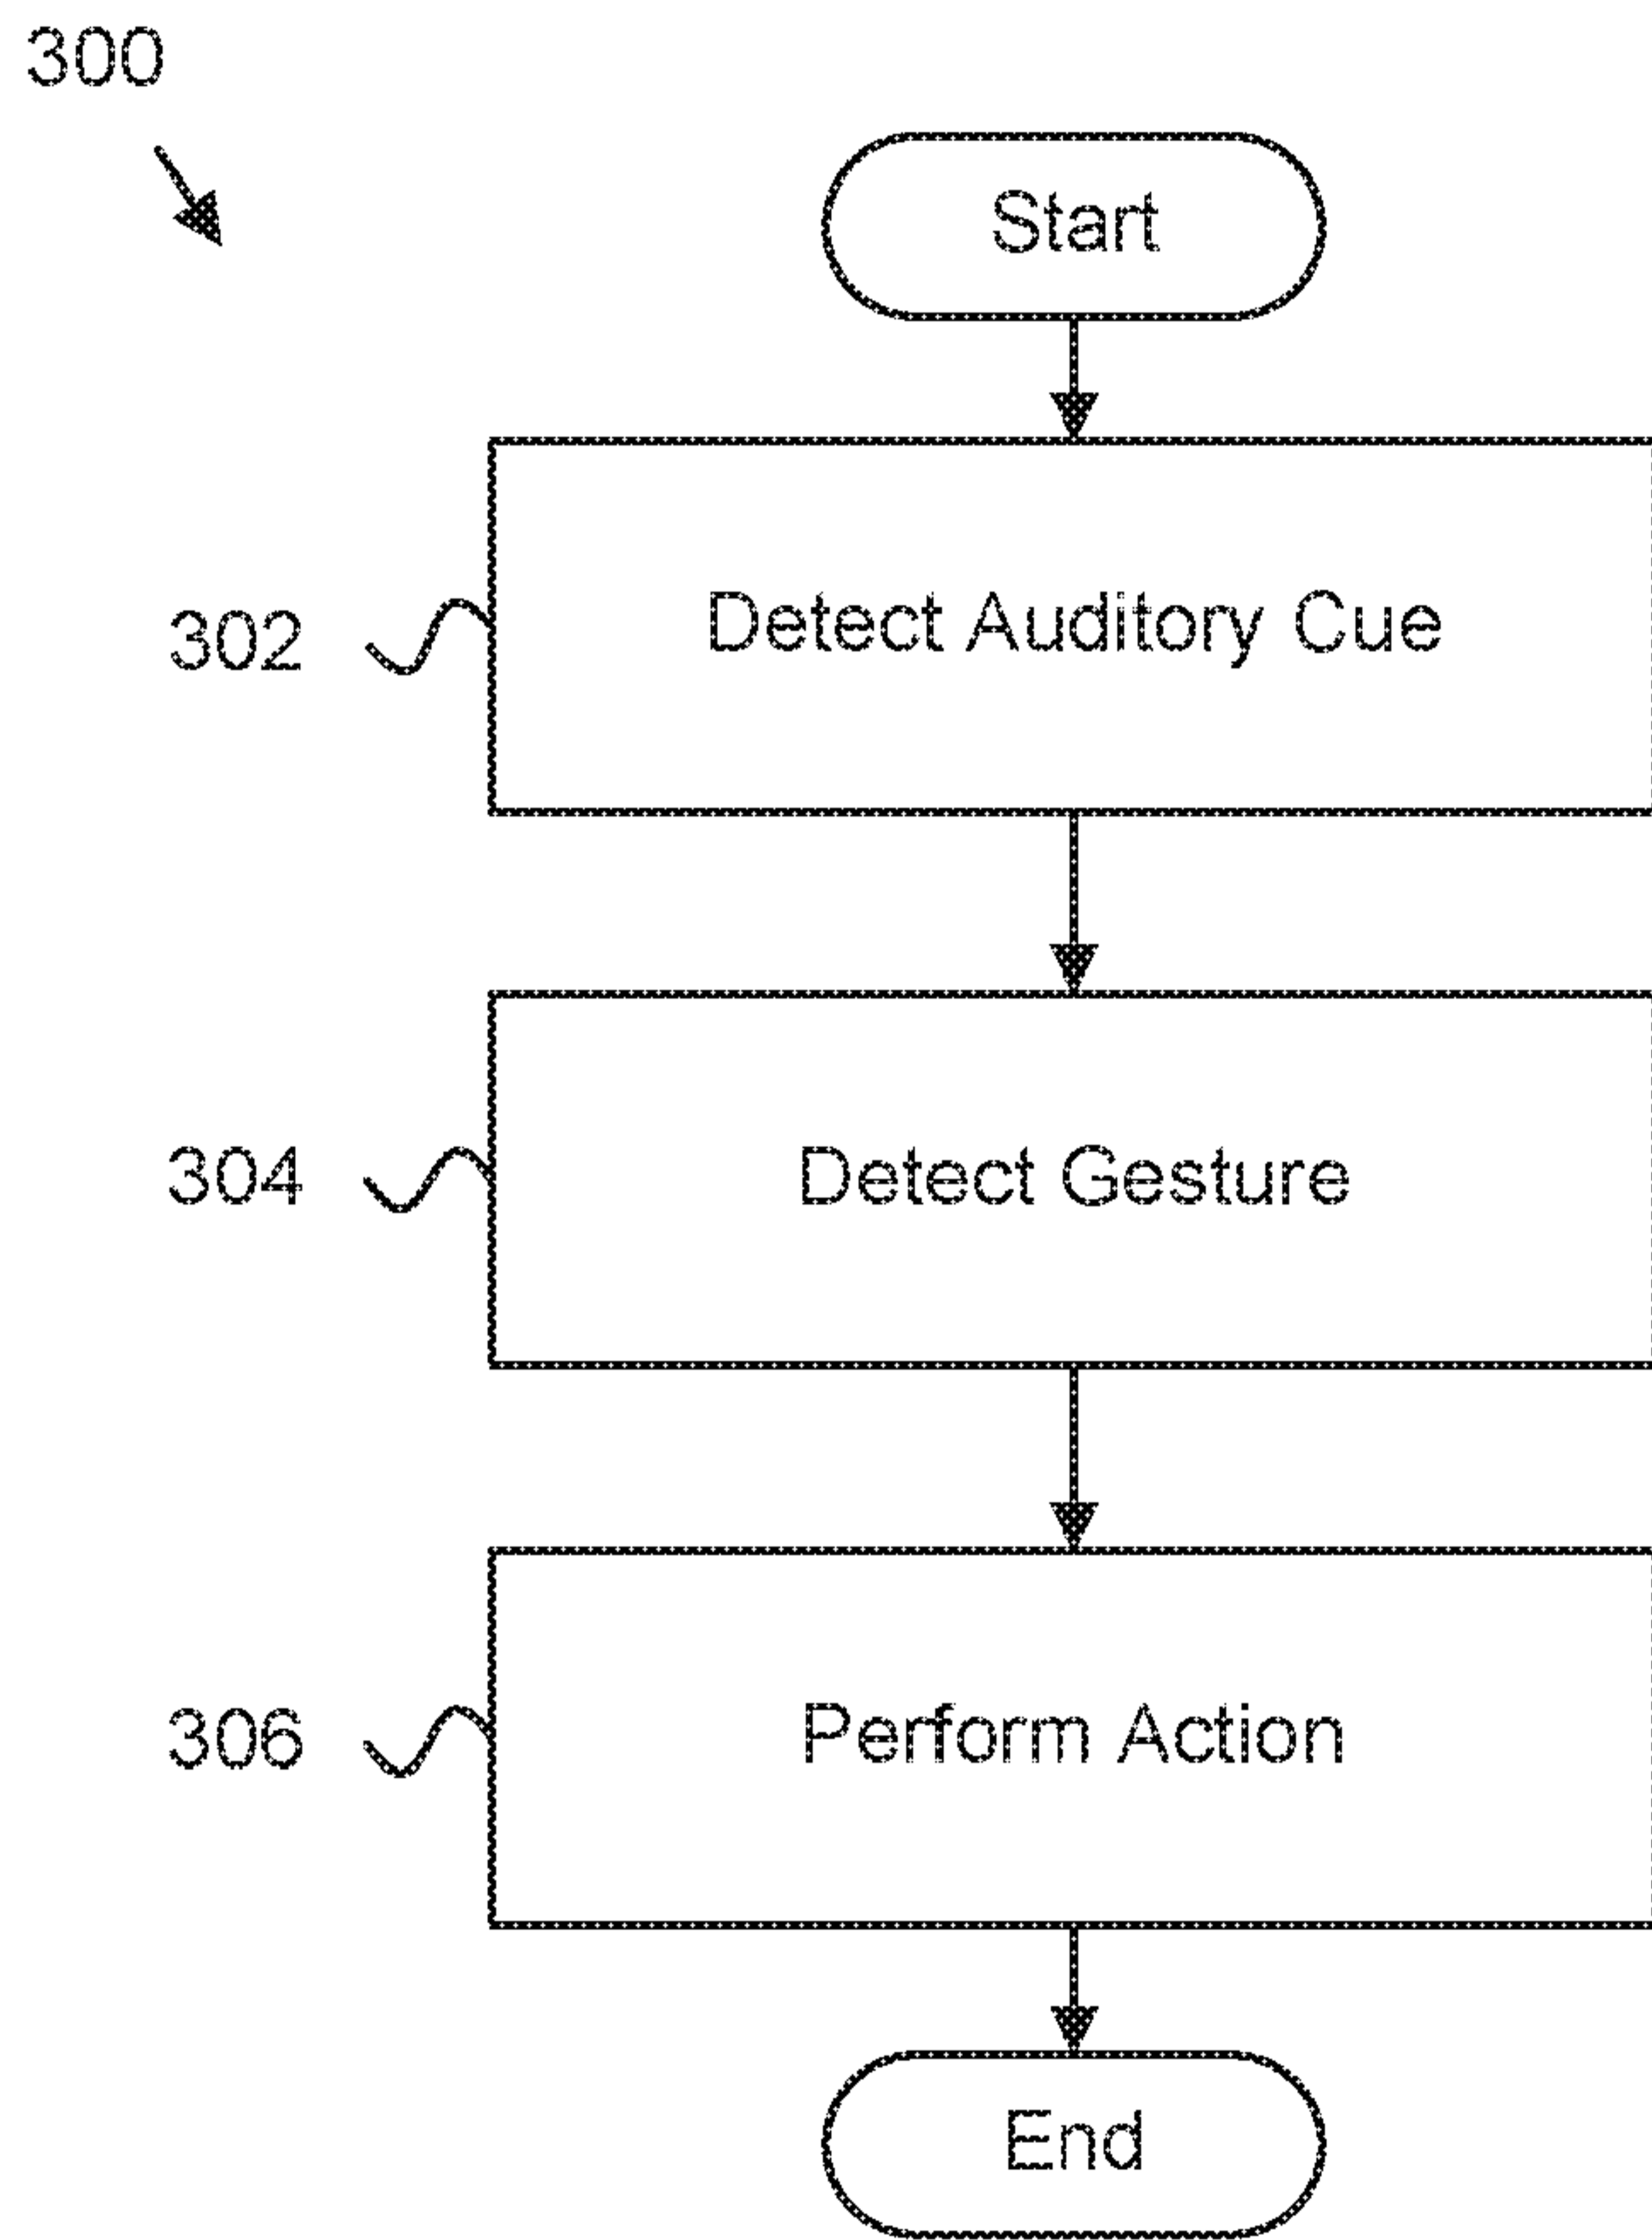 300
Start
302 Detect Auditory Cue
304 Detect Gesture
306 Perform Action
End